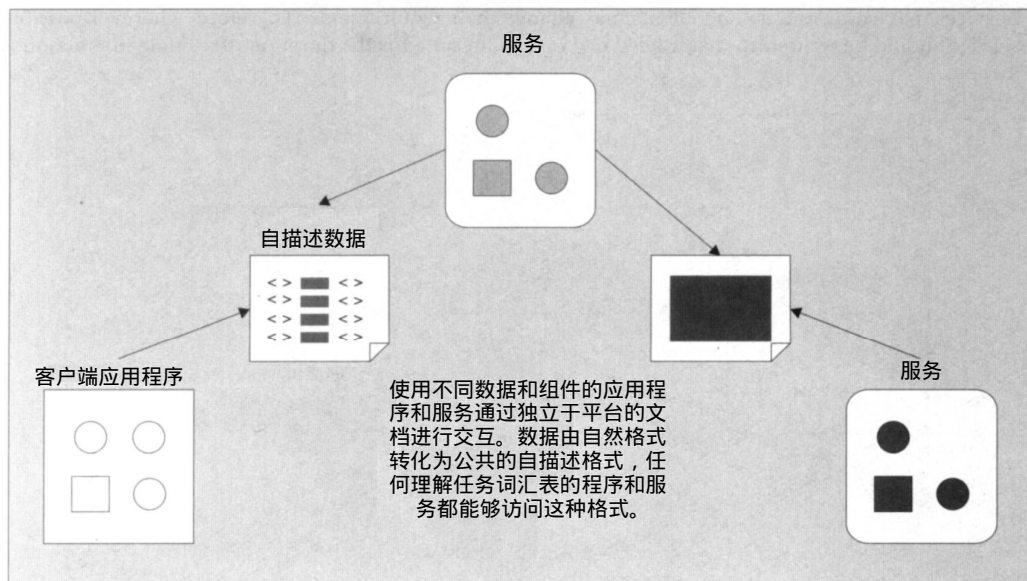 服务
自描述数据
< > < >
< > < >
< > < >
< > < >
客户端应用程序
服务
使用不同数据和组件的应用程
序和服务通过独立于平台的文
档进行交互。数据由自然格式
转化为公共的自描述格式，任
何理解任务词汇表的程序和服
务都能够访问这种格式。